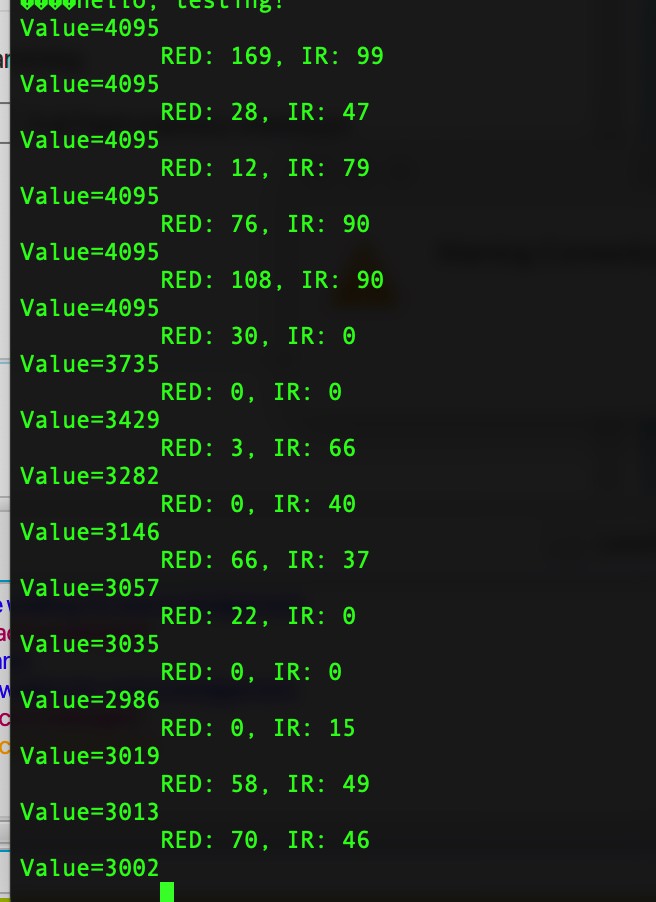 hello, testing!
Value=4095
RED: 169, IR: 99
Value=4095
RED: 28, IR: 47
Value=4095
RED: 12, IR: 79
Value=4095
RED: 76, IR: 90
Value=4095
RED: 108, IR: 90
Value=4095
RED: 30, IR: 0
Value=3735
RED: 0, IR: 0
Value=3429
RED: 3, IR: 66
Value=3282
RED: 0, IR: 40
Value=3146
RED: 66, IR: 37
Value=3057
RED: 22, IR: 0
Value=3035
RED: 0, IR: 0
Value=2986
RED: 0, IR: 15
Value=3019
RED: 58, IR: 49
Value=3013
RED: 70, IR: 46
Value=3002